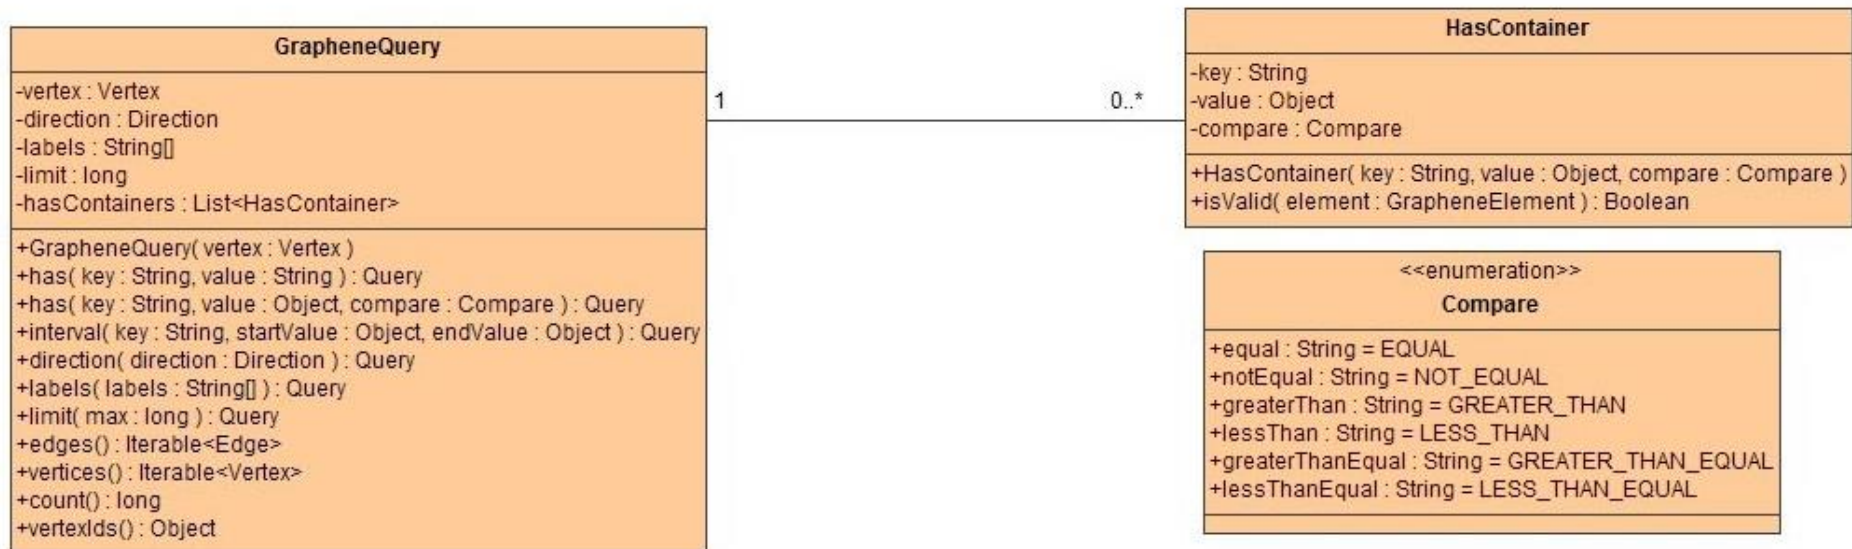 GrapheneQuery
-vertex : Vertex
-direction : Direction
-labels : String[]
-limit : long
-hasContainers : List<HasContainer>
+GrapheneQuery( vertex : Vertex )
+has( key : String, value : String ) : Query
+has( key : String, value : Object, compare : Compare ) : Query
+interval( key : String, startValue : Object, endValue : Object ) : Query
+direction( direction : Direction ) : Query
+labels( labels : String[] ) : Query
+limit( max : long ) : Query
+edges() : Iterable<Edge>
+vertices() : Iterable<Vertex>
+count() : long
+vertexIds() : Object
1
0..*
HasContainer
-key : String
-value : Object
-compare : Compare
+HasContainer( key : String, value : Object, compare : Compare )
+isValid( element : GrapheneElement ) : Boolean
<<enumeration>>
Compare
+equal : String = EQUAL
+notEqual : String = NOT_EQUAL
+greaterThan : String = GREATER_THAN
+lessThan : String = LESS_THAN
+greaterThanEqual : String = GREATER_THAN_EQUAL
+lessThanEqual : String = LESS_THAN_EQUAL